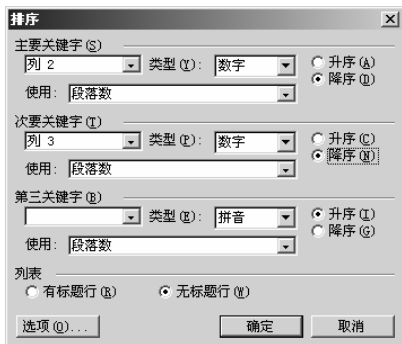 排序
主要关键字(S)
列 2 类型(Y): 数字 升序(A)
降序(D)
使用: 段落数
次要关键字(T)
列 3 类型(P): 数字 升序(C)
降序(N)
使用: 段落数
第三关键字(B)
类型(E): 拼音 升序(I)
降序(G)
使用: 段落数
列表
有标题行(R) 无标题行(W)
选项(O)... 确定 取消